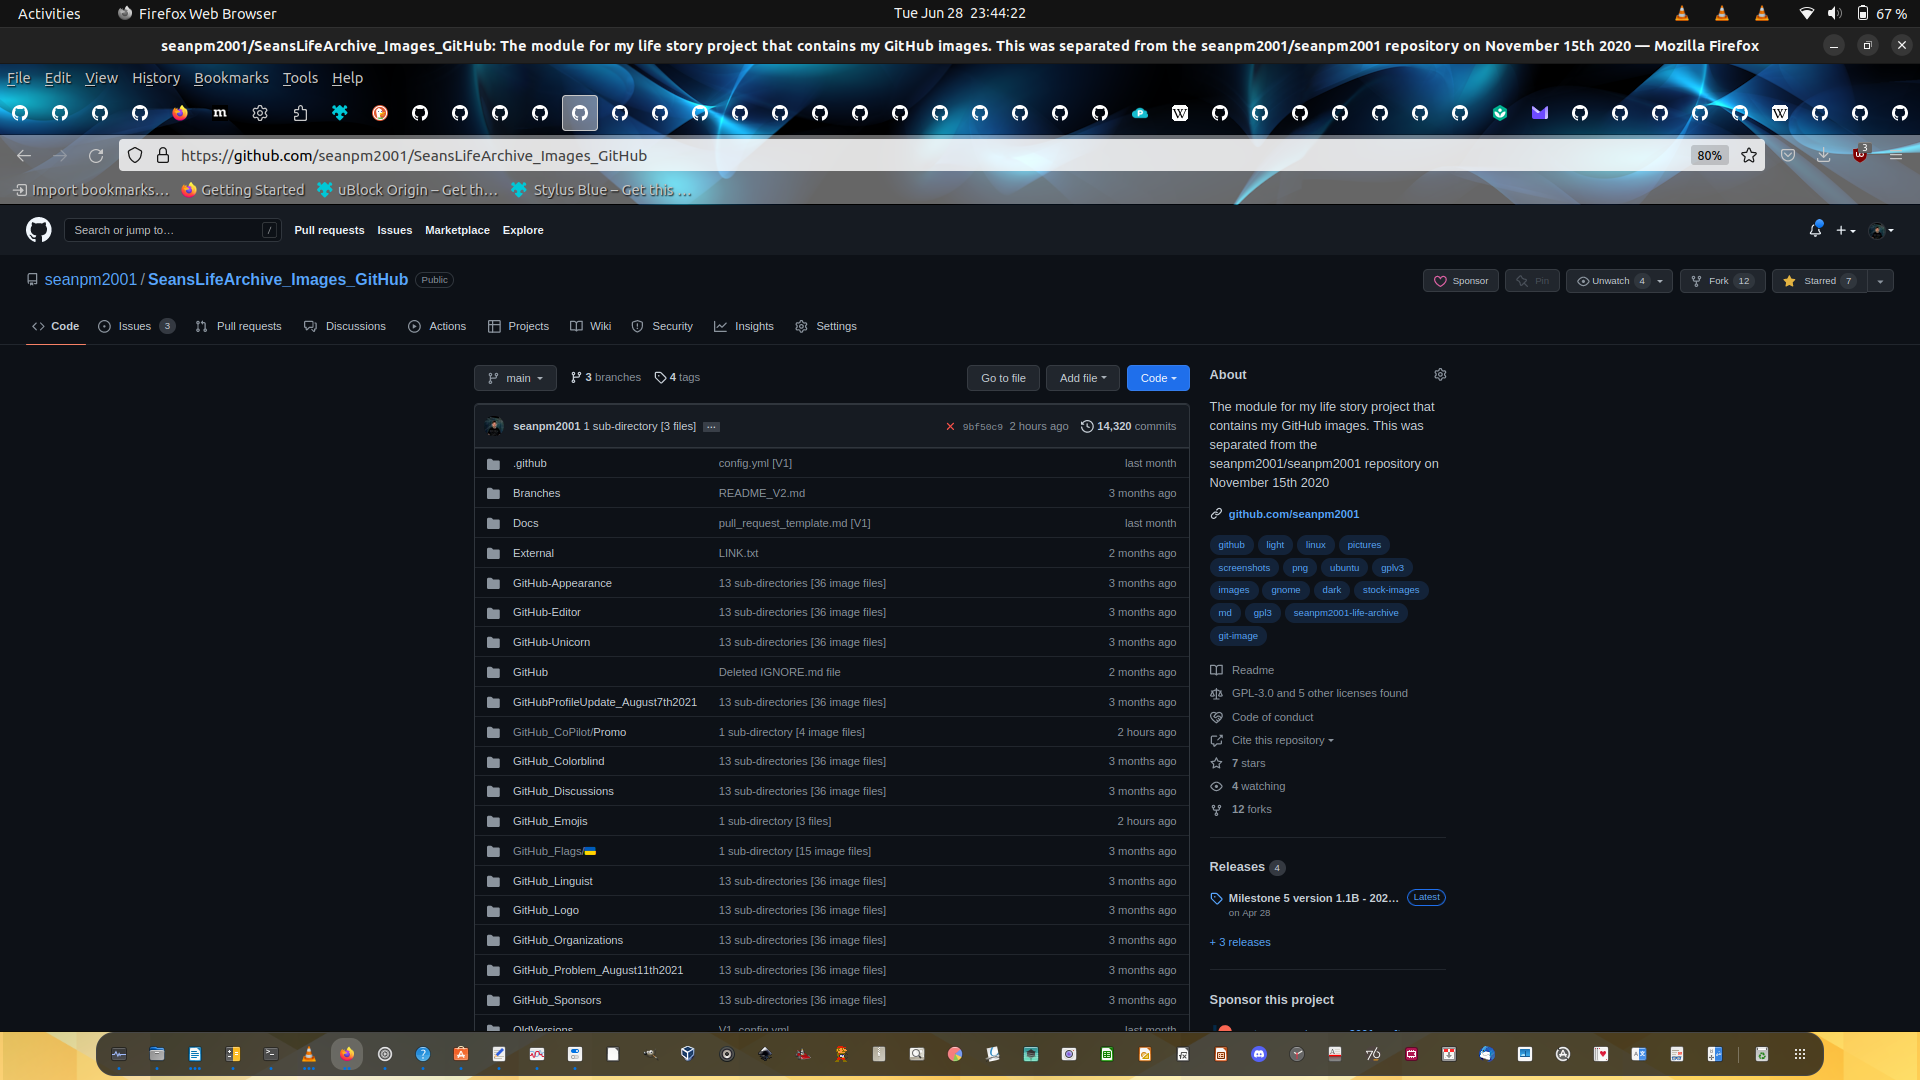 Activities Firefox Web Browser Tue Jun 28 23:44:22 67 %
seanpm2001/SeansLifeArchive_Images_GitHub: The module for my life story project that contains my GitHub images. This was separated from the seanpm2001/seanpm2001 repository on November 15th 2020 — Mozilla Firefox
File Edit View History Bookmarks Tools Help
https://github.com/seanpm2001/SeansLifeArchive_Images_GitHub 80% 3
Import bookmarks… Getting Started uBlock Origin – Get th… Stylus Blue – Get this …
Search or jump to… / Pull requests Issues Marketplace Explore
seanpm2001 / SeansLifeArchive_Images_GitHub Public Sponsor Pin Unwatch 4 Fork 12 Starred 7
Code Issues 3 Pull requests Discussions Actions Projects Wiki Security Insights Settings
main 3 branches 4 tags Go to file Add file Code
seanpm2001 1 sub-directory [3 files] … 9bf50c9 2 hours ago 14,320 commits
.github config.yml [V1] last month
Branches README_V2.md 3 months ago
Docs pull_request_template.md [V1] last month
External LINK.txt 2 months ago
GitHub-Appearance 13 sub-directories [36 image files] 3 months ago
GitHub-Editor 13 sub-directories [36 image files] 3 months ago
GitHub-Unicorn 13 sub-directories [36 image files] 3 months ago
GitHub Deleted IGNORE.md file 2 months ago
GitHubProfileUpdate_August7th2021 13 sub-directories [36 image files] 3 months ago
GitHub_CoPilot/Promo 1 sub-directory [4 image files] 2 hours ago
GitHub_Colorblind 13 sub-directories [36 image files] 3 months ago
GitHub_Discussions 13 sub-directories [36 image files] 3 months ago
GitHub_Emojis 1 sub-directory [3 files] 2 hours ago
GitHub_Flags/🇺🇦 1 sub-directory [15 image files] 3 months ago
GitHub_Linguist 13 sub-directories [36 image files] 3 months ago
GitHub_Logo 13 sub-directories [36 image files] 3 months ago
GitHub_Organizations 13 sub-directories [36 image files] 3 months ago
GitHub_Problem_August11th2021 13 sub-directories [36 image files] 3 months ago
GitHub_Sponsors 13 sub-directories [36 image files] 3 months ago
OldVersions V1_config.yml last month
About
The module for my life story project that
contains my GitHub images. This was
separated from the
seanpm2001/seanpm2001 repository on
November 15th 2020
github.com/seanpm2001
github light linux pictures
screenshots png ubuntu gplv3
images gnome dark stock-images
md gpl3 seanpm2001-life-archive
git-image
Readme
GPL-3.0 and 5 other licenses found
Code of conduct
Cite this repository
7 stars
4 watching
12 forks
Releases 4
Milestone 5 version 1.1B - 202… Latest
on Apr 28
+ 3 releases
Sponsor this project